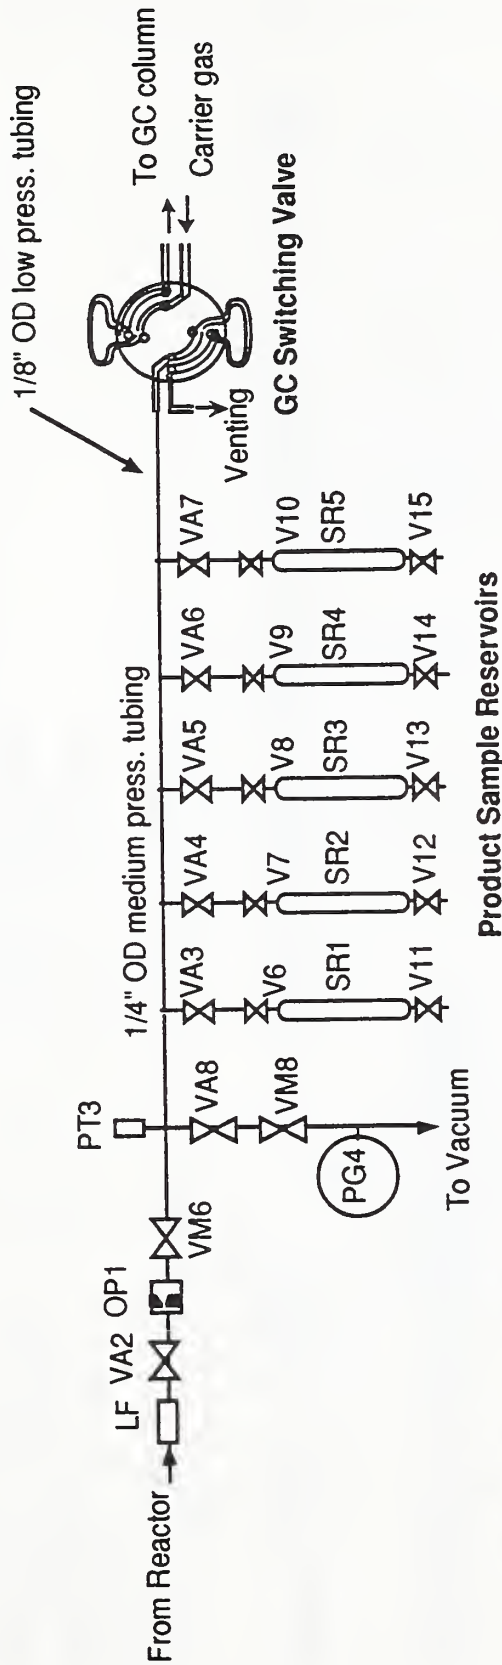 1/8" OD low press. tubing
To GC column
Carrier gas
GC Switching Valve
Venting
1/4" OD medium press. tubing
PT3
VA3
VA4
VA5
VA6
VA7
From Reactor
LF
VA2
OP1
VM6
VA8
VM8
PG4
To Vacuum
V6
V7
V8
V9
V10
SR1
SR2
SR3
SR4
SR5
V11
V12
V13
V14
V15
Product Sample Reservoirs